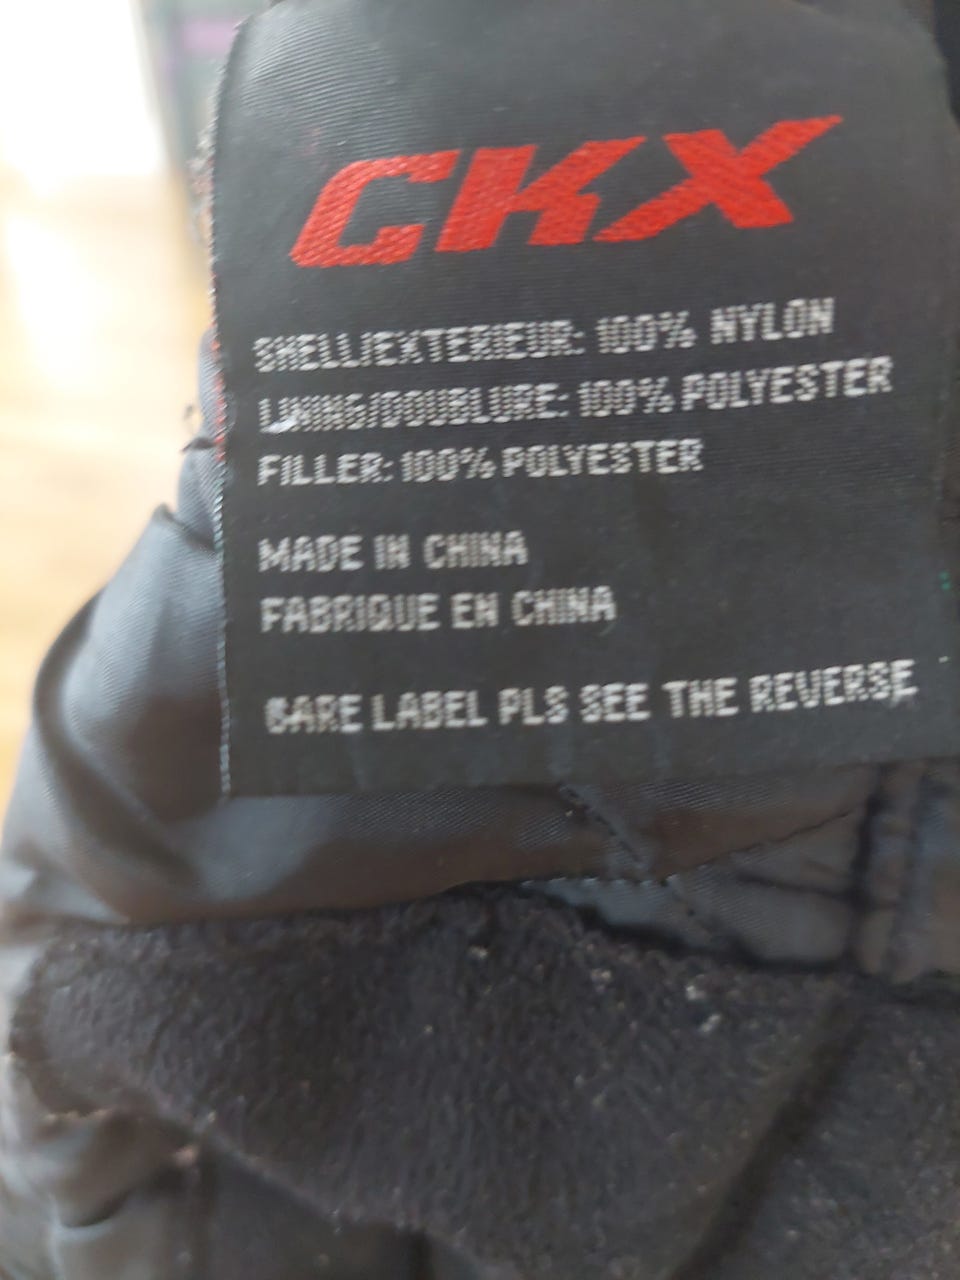 CKX
SHELL/EXTERIEUR: 100% NYLON
LINING/DOUBLURE: 100% POLYESTER
FILLER: 100% POLYESTER
MADE IN CHINA
FABRIQUE EN CHINA
CARE LABEL PLS SEE THE REVERSE